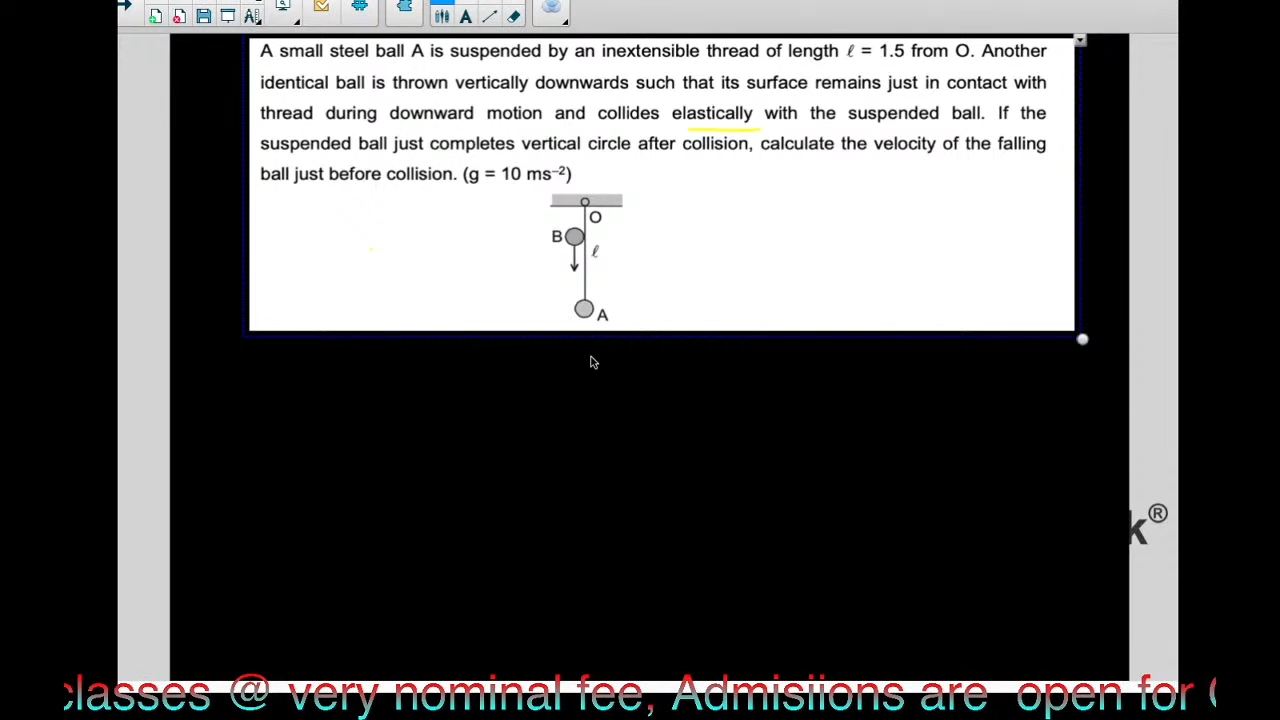 A small steel ball A is suspended by an inextensible thread of length ℓ = 1.5 from O. Another
identical ball is thrown vertically downwards such that its surface remains just in contact with
thread during downward motion and collides elastically with the suspended ball. If the
suspended ball just completes vertical circle after collision, calculate the velocity of the falling
ball just before collision. (g = 10 ms⁻²)
O
B
ℓ
A
k®
classes @ very nominal fee, Admisiions are open for